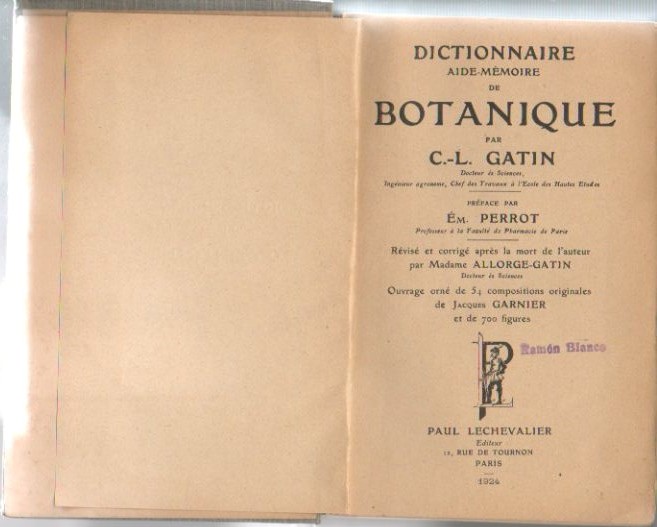 DICTIONNAIRE
AIDE-MÉMOIRE
DE
BOTANIQUE
PAR
C.-L. GATIN
Docteur ès Sciences,
Ingénieur agronome, Chef des Travaux à l'Ecole des Hautes Etudes
PRÉFACE PAR
ÉM. PERROT
Professeur à la Faculté de Pharmacie de Paris
Révisé et corrigé après la mort de l'auteur
par Madame ALLORGE-GATIN
Docteur ès Sciences
Ouvrage orné de 54 compositions originales
de JACQUES GARNIER
et de 700 figures
Ramón Blanco
PAUL LECHEVALIER
Editeur
12, RUE DE TOURNON
PARIS
1924